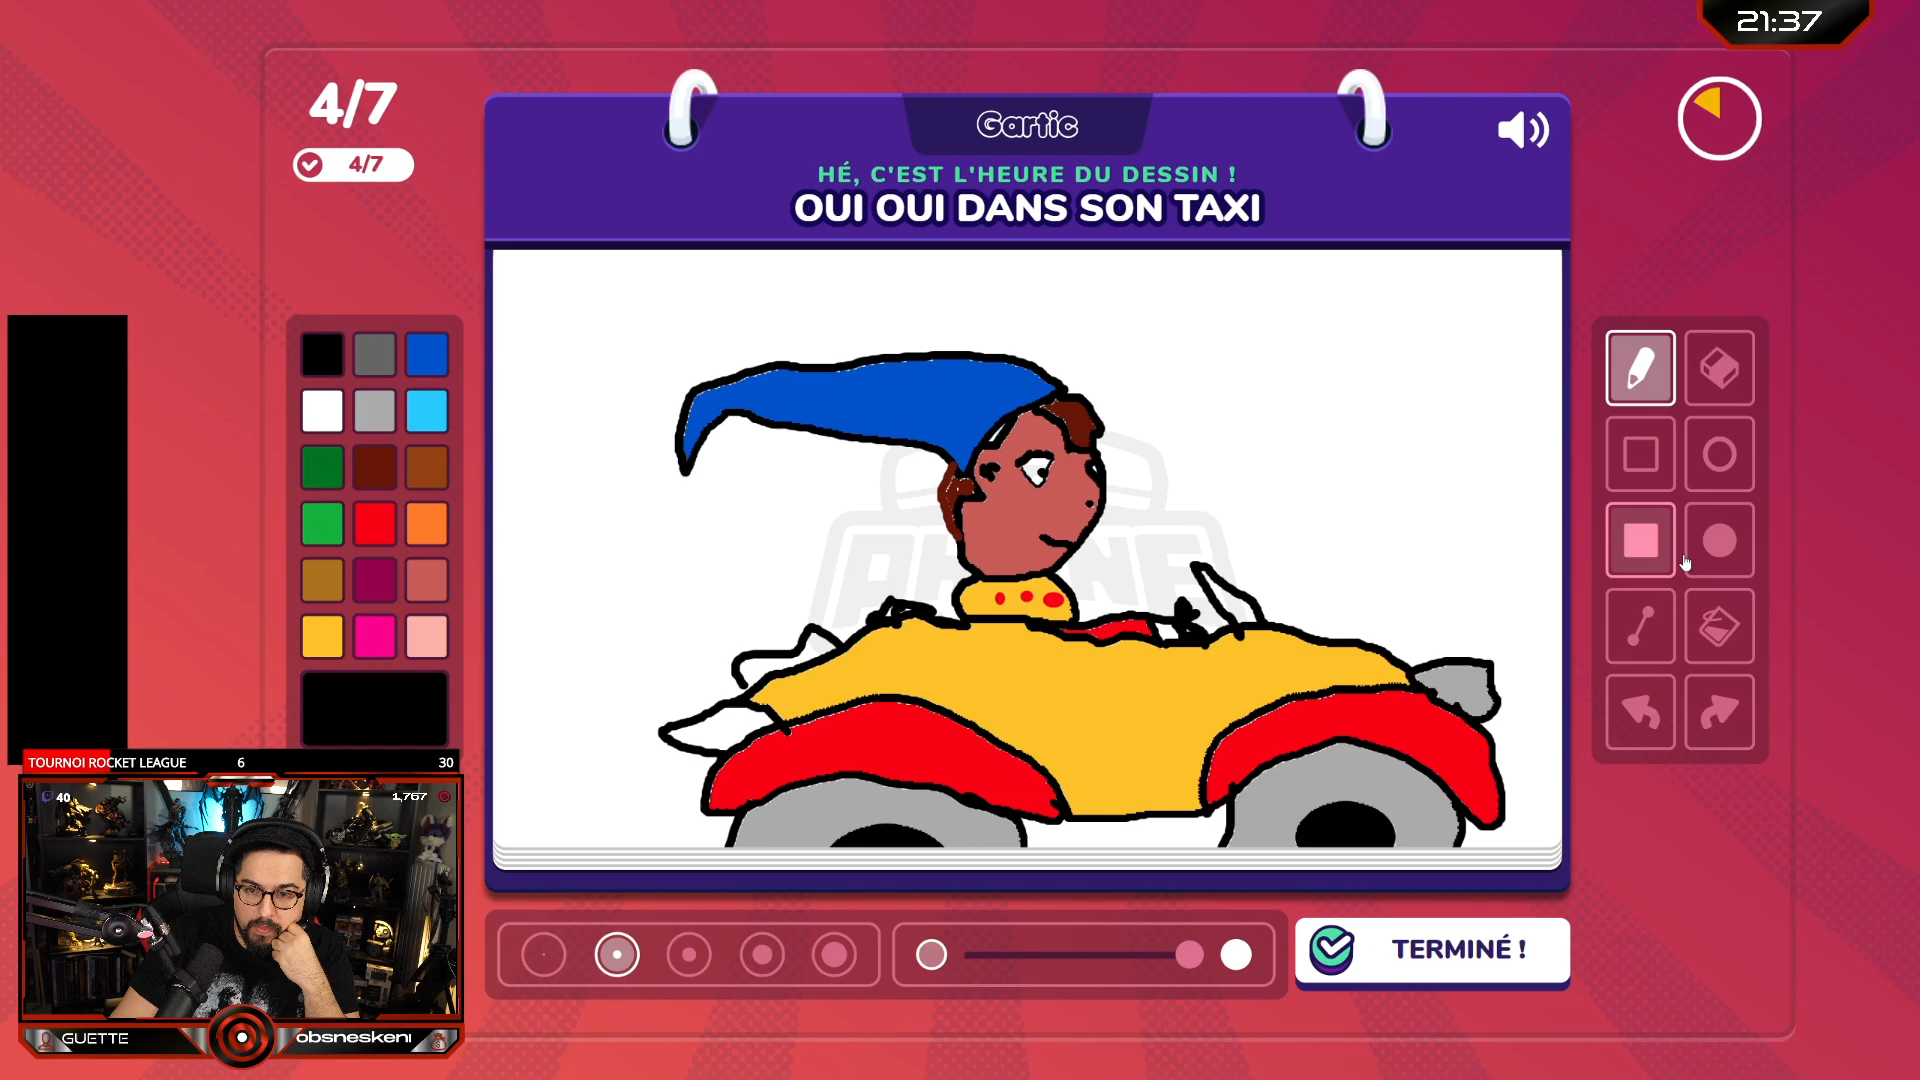 21:37
4/7
4/7
Gartic
HÉ, C'EST L'HEURE DU DESSIN !
OUI OUI DANS SON TAXI
PHONE
TOURNOI ROCKET LEAGUE 6 30
40 1,767
TERMINÉ !
GUETTE obsneskeni